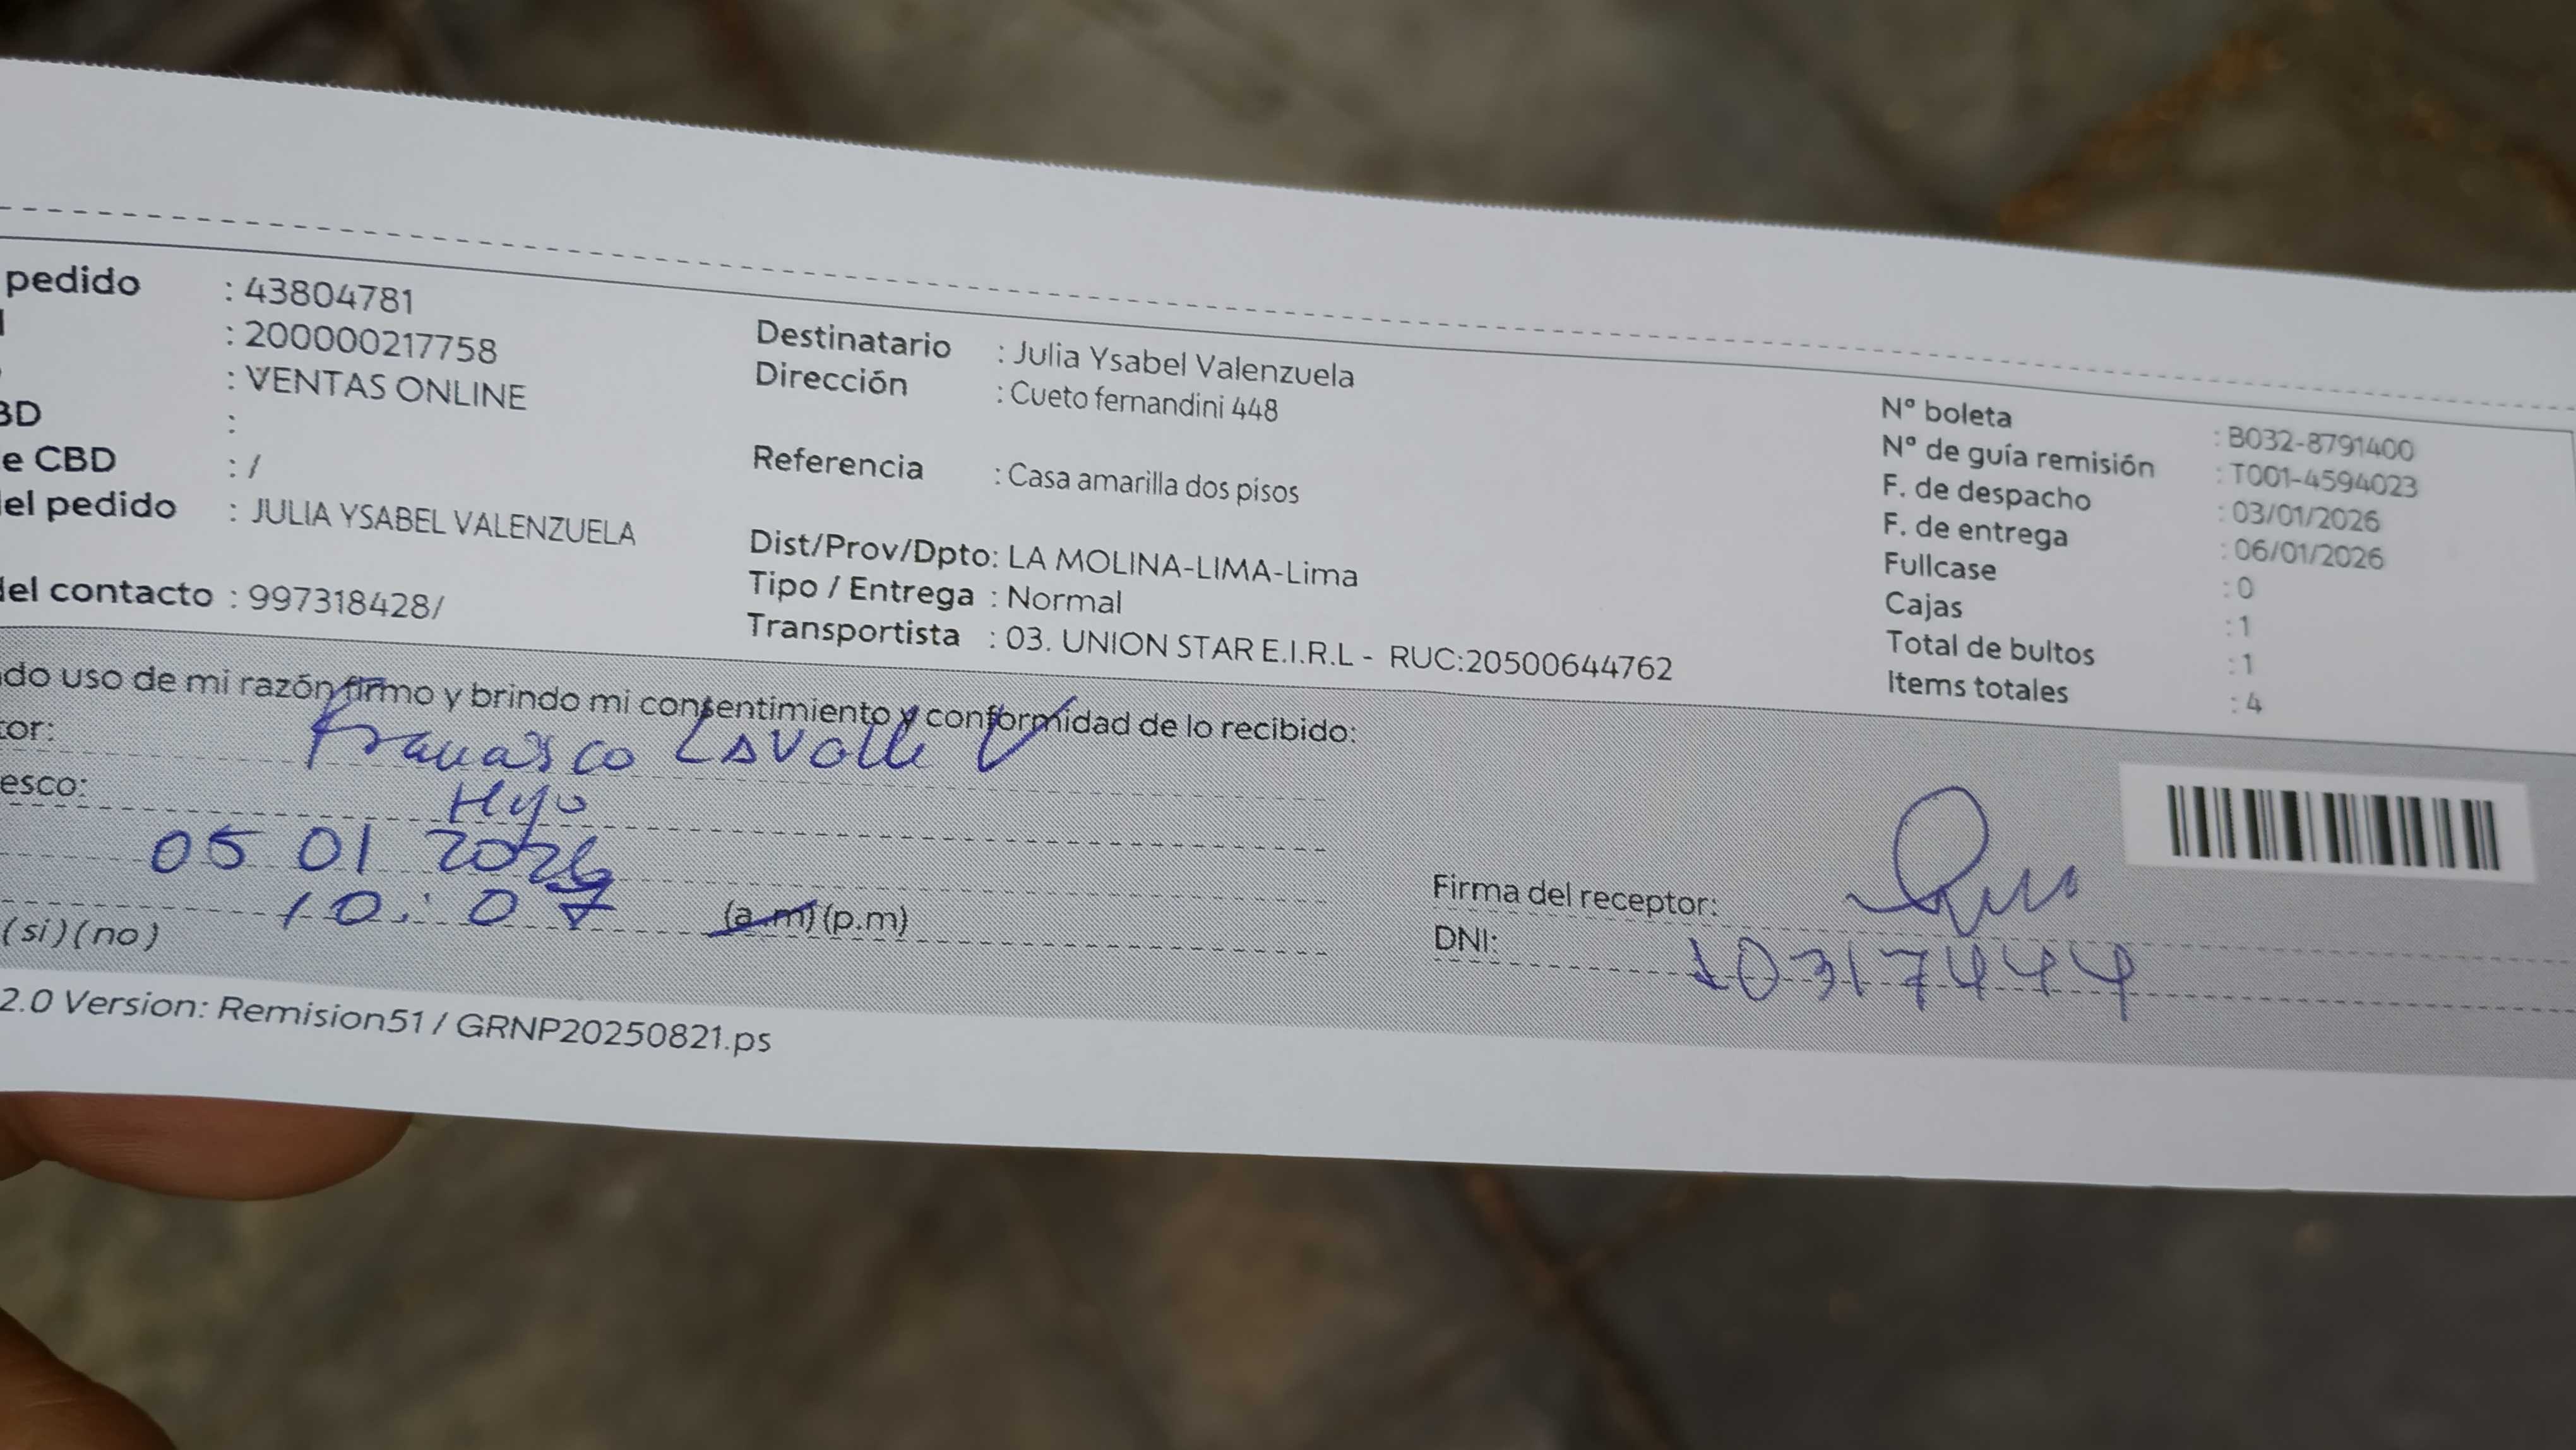 pedido : 43804781
: 200000217758
: VENTAS ONLINE
BD :
e CBD : /
el pedido : JULIA YSABEL VALENZUELA
del contacto : 997318428/
Destinatario : Julia Ysabel Valenzuela
Dirección : Cueto fernandini 448
Referencia : Casa amarilla dos pisos
Dist/Prov/Dpto: LA MOLINA-LIMA-Lima
Tipo / Entrega : Normal
Transportista : 03. UNION STAR E.I.R.L - RUC:20500644762
N° boleta : B032-8791400
N° de guía remisión : T001-4594023
F. de despacho : 03/01/2026
F. de entrega : 06/01/2026
Fullcase : 0
Cajas : 1
Total de bultos : 1
Items totales : 4
do uso de mi razón firmo y brindo mi consentimiento y conformidad de lo recibido:
tor: Francisco Lavalle V
esco: Hijo
05 01 2026
10:07 (a.m) (p.m)
(si) (no)
Firma del receptor:
DNI: 10317444
2.0 Version: Remision51 / GRNP20250821.ps